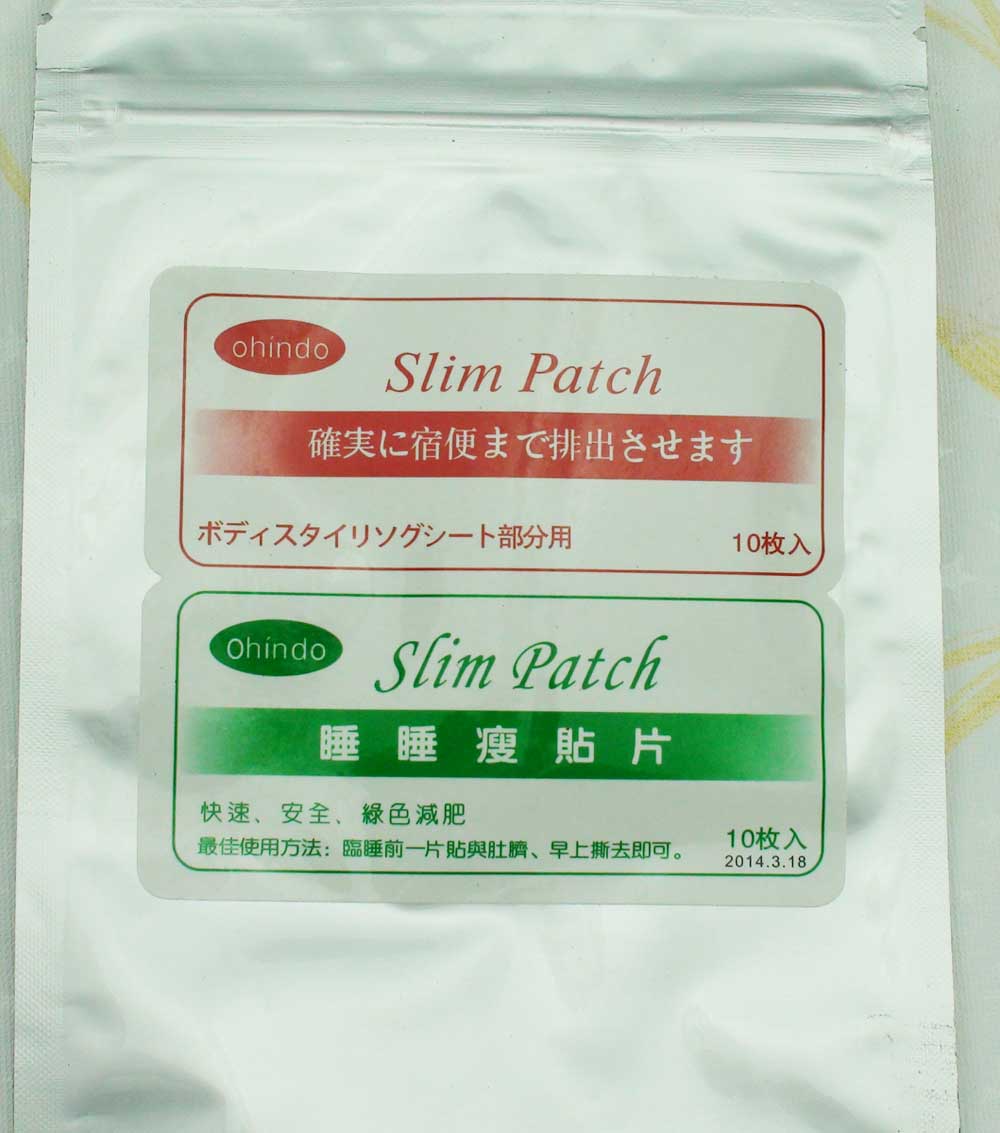 ohindo
Slim Patch
確実に宿便まで排出させます
ボディスタイリソグシート部分用
10枚入
Ohindo
Slim Patch
睡睡瘦貼片
快速、安全、綠色減肥
最佳使用方法：臨睡前一片貼與肚臍、早上撕去即可。
10枚入
2014.3.18